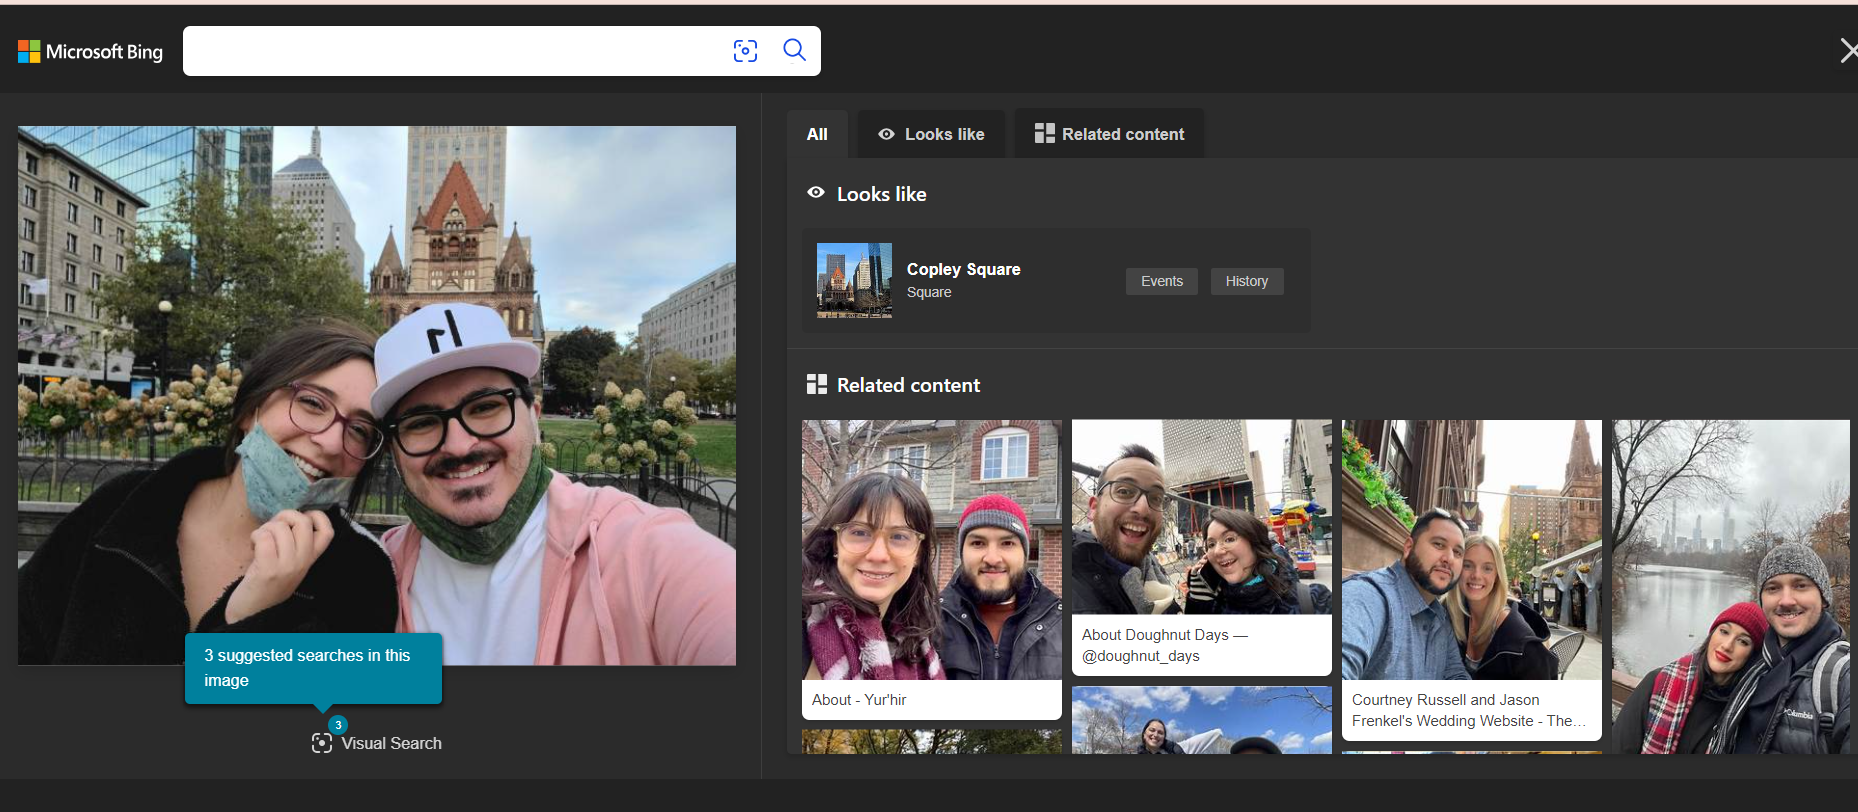 Microsoft Bing
All
Looks like
Related content
Looks like
Copley Square
Square
Events
History
Related content
About - Yur'hir
About Doughnut Days —
@doughnut_days
Courtney Russell and Jason
Frenkel's Wedding Website - The...
Columbia
3 suggested searches in this
image
3
Visual Search